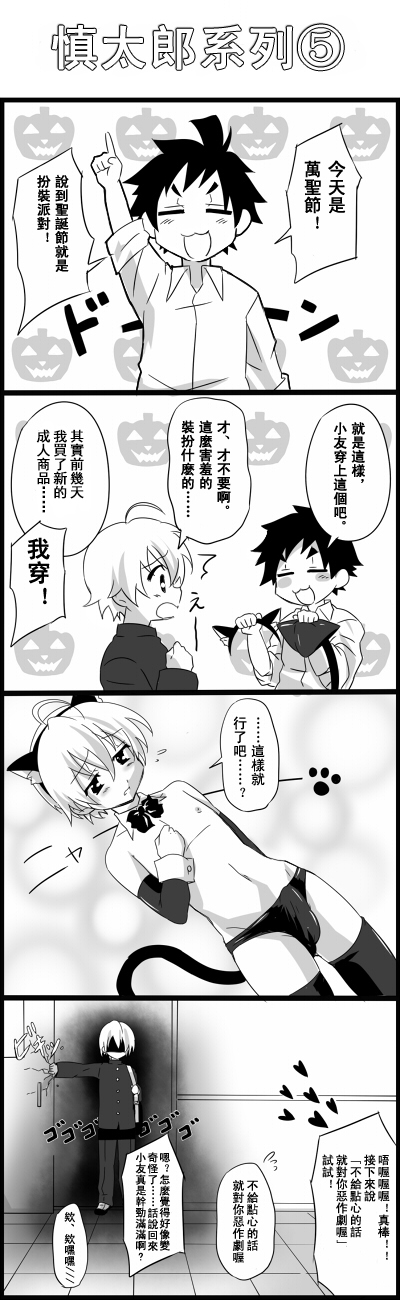 慎太郎系列⑤
今天是
萬聖節！
說到聖誕節就是
扮裝派對！
ドーーン
就是這樣，
小友穿上這個吧。
才、才不要啊。
這麼害羞的
裝扮什麼的……
え
其實前幾天
我買了新的
成人商品……
我穿！
……這樣就
行了吧……？
ニャー
唔喔喔喔！真棒！！
接下來說
「不給點心的話
就對你惡作劇喔」
試試！
不給點心的話
就對你惡作劇喔
嗯？怎麼覺得好像變
奇怪了……話說回來
小友真是幹勁滿滿啊？
欸、欸嘿嘿…
ゴゴゴ
ゴゴゴ